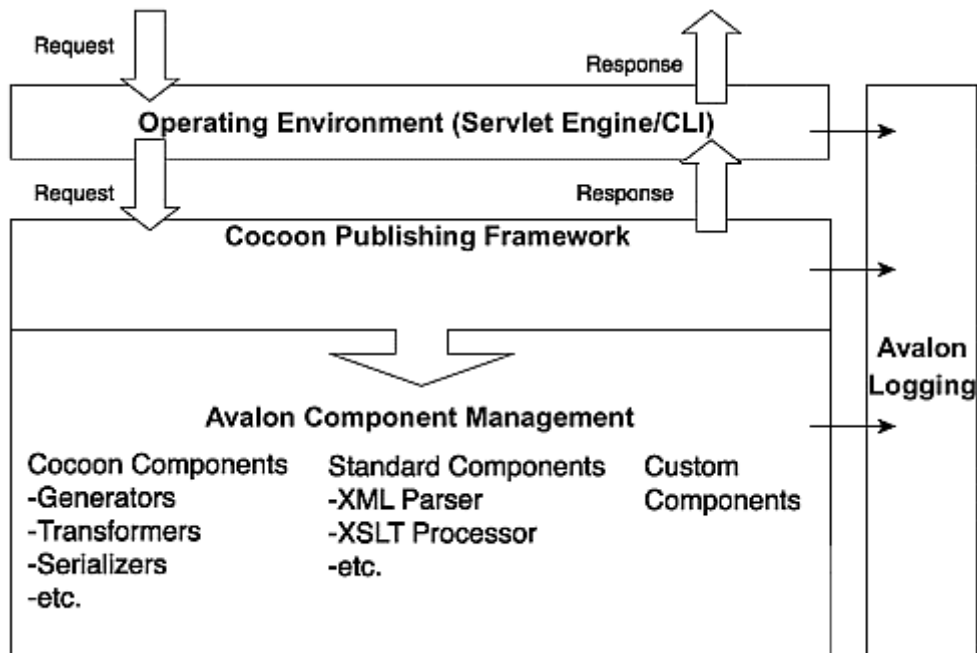 Request
Response
Operating Environment (Servlet Engine/CLI)
Request
Response
Cocoon Publishing Framework
Avalon
Logging
Avalon Component Management
Cocoon Components
-Generators
-Transformers
-Serializers
-etc.
Standard Components
-XML Parser
-XSLT Processor
-etc.
Custom
Components